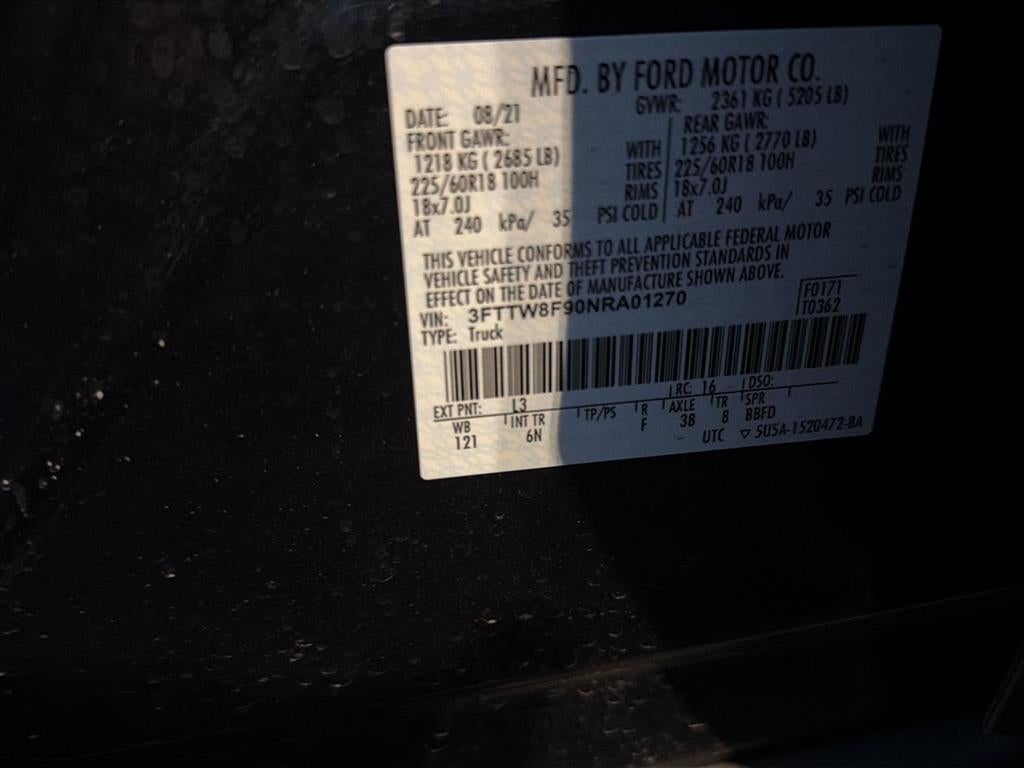 MFD. BY FORD MOTOR CO.
DATE: 08/21 GVWR: 2361 KG ( 5205 LB)
FRONT GAWR: REAR GAWR:
1218 KG ( 2685 LB) WITH 1256 KG ( 2770 LB) WITH
225/60R18 100H TIRES 225/60R18 100H TIRES
18x7.0J RIMS 18x7.0J RIMS
AT 240 kPa/ 35 PSI COLD AT 240 kPa/ 35 PSI COLD
THIS VEHICLE CONFORMS TO ALL APPLICABLE FEDERAL MOTOR
VEHICLE SAFETY AND THEFT PREVENTION STANDARDS IN
EFFECT ON THE DATE OF MANUFACTURE SHOWN ABOVE.
VIN: 3FTTW8F90NRA01270 F0171
TYPE: Truck T0362
EXT PNT: L3 RC: 16 DSO:
WB INT TR TP/PS R AXLE TR SPR
121 6N F 3B 8 BBFD
UTC ▽ 5U5A-1520472-BA